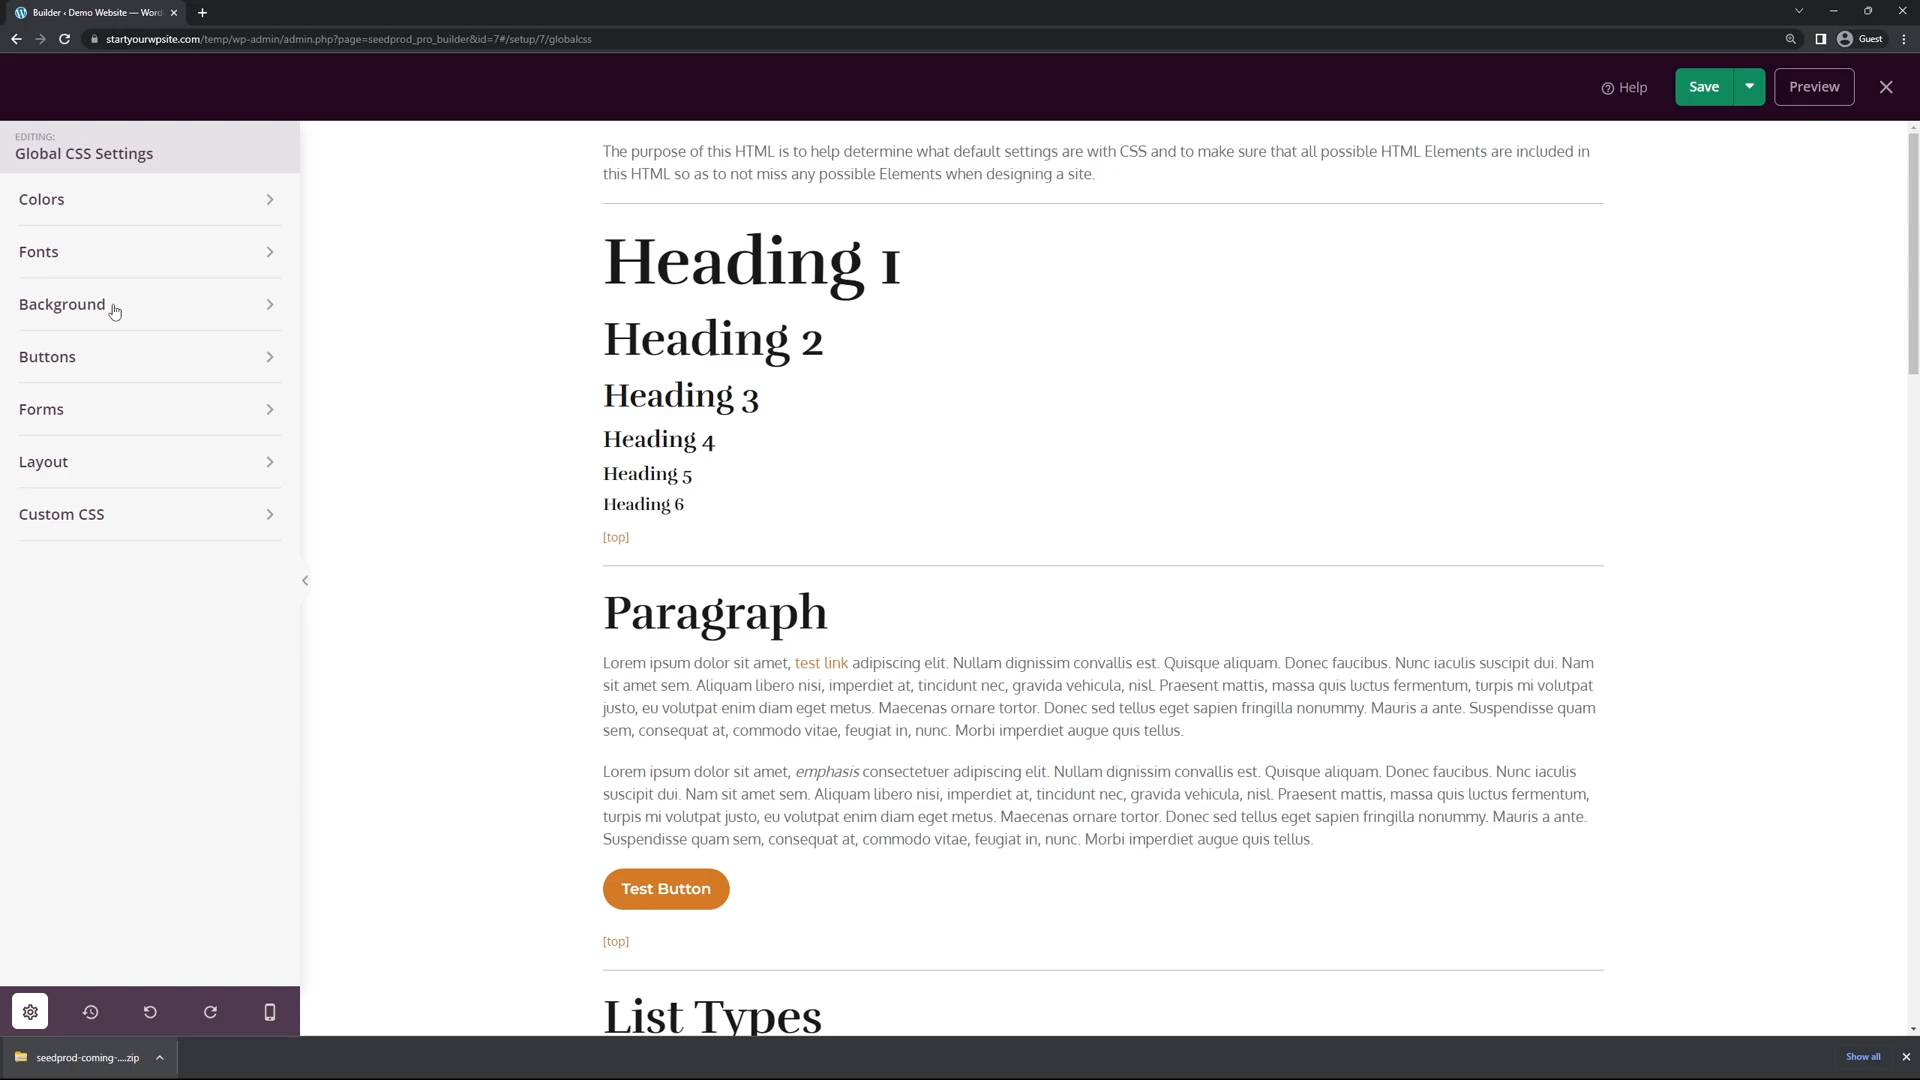 Builder ‹ Demo Website — Word
startyourwpsite.com/temp/wp-admin/admin.php?page=seedprod_pro_builder&id=7#/setup/7/globalcss
Guest
Help
Save
Preview
EDITING:
Global CSS Settings
Colors
Fonts
Background
Buttons
Forms
Layout
Custom CSS
The purpose of this HTML is to help determine what default settings are with CSS and to make sure that all possible HTML Elements are included in
this HTML so as to not miss any possible Elements when designing a site.
Heading 1
Heading 2
Heading 3
Heading 4
Heading 5
Heading 6
[top]
Paragraph
Lorem ipsum dolor sit amet, test link adipiscing elit. Nullam dignissim convallis est. Quisque aliquam. Donec faucibus. Nunc iaculis suscipit dui. Nam
sit amet sem. Aliquam libero nisi, imperdiet at, tincidunt nec, gravida vehicula, nisl. Praesent mattis, massa quis luctus fermentum, turpis mi volutpat
justo, eu volutpat enim diam eget metus. Maecenas ornare tortor. Donec sed tellus eget sapien fringilla nonummy. Mauris a ante. Suspendisse quam
sem, consequat at, commodo vitae, feugiat in, nunc. Morbi imperdiet augue quis tellus.
Lorem ipsum dolor sit amet, emphasis consectetuer adipiscing elit. Nullam dignissim convallis est. Quisque aliquam. Donec faucibus. Nunc iaculis
suscipit dui. Nam sit amet sem. Aliquam libero nisi, imperdiet at, tincidunt nec, gravida vehicula, nisl. Praesent mattis, massa quis luctus fermentum,
turpis mi volutpat justo, eu volutpat enim diam eget metus. Maecenas ornare tortor. Donec sed tellus eget sapien fringilla nonummy. Mauris a ante.
Suspendisse quam sem, consequat at, commodo vitae, feugiat in, nunc. Morbi imperdiet augue quis tellus.
Test Button
[top]
List Types
seedprod-coming-....zip
Show all